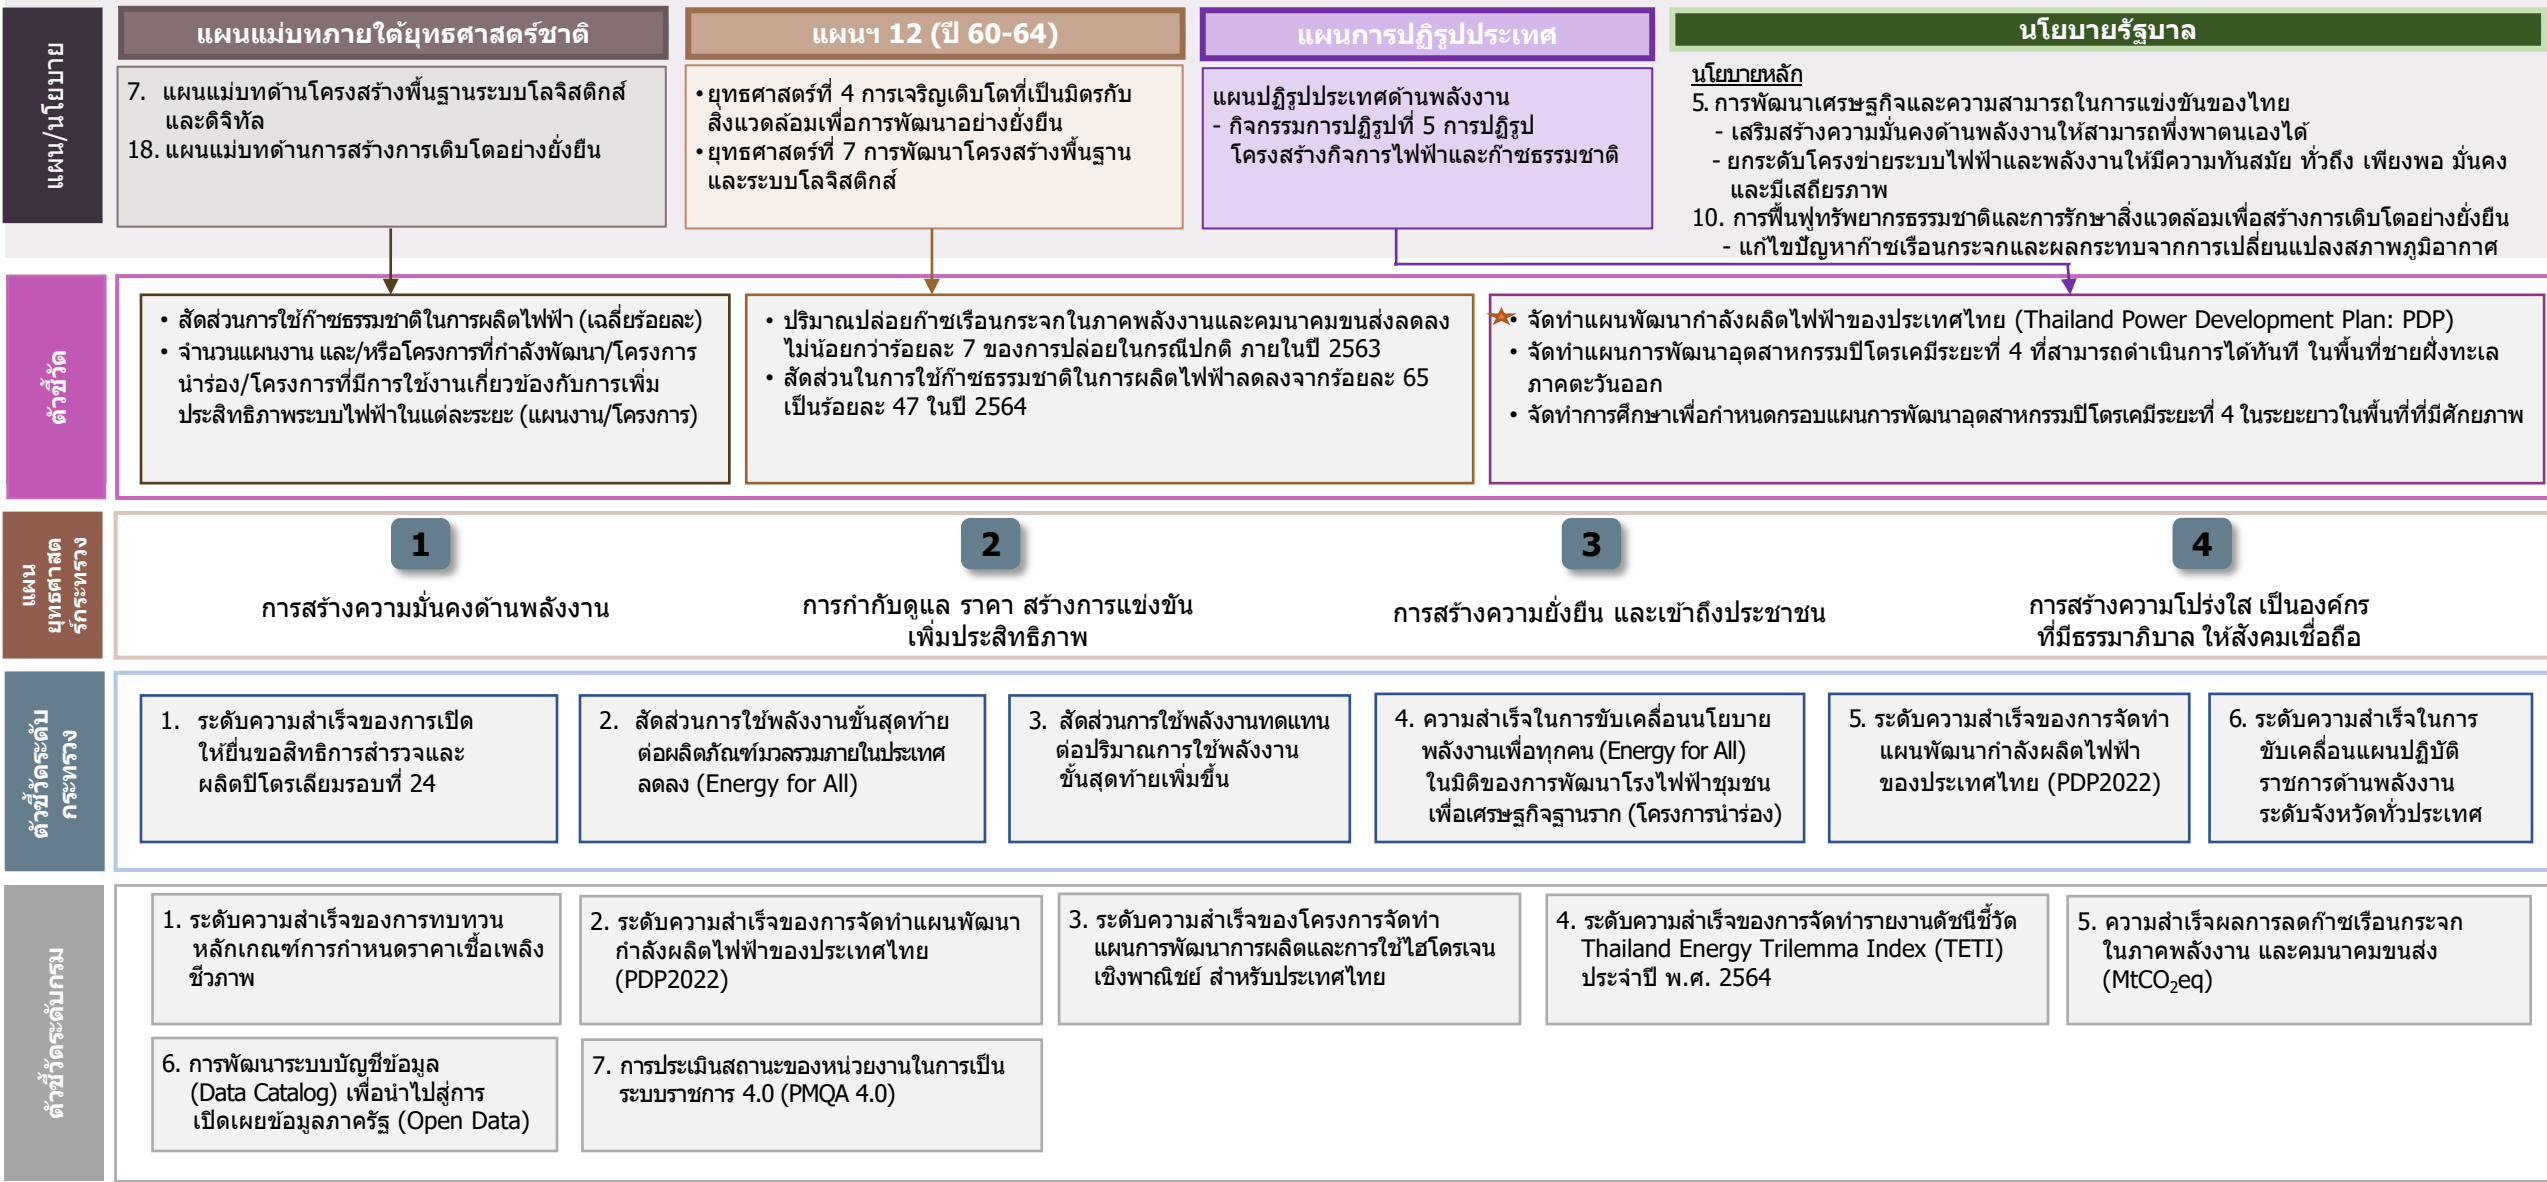 แผน/นโยบาย
แผนแม่บทภายใต้ยุทธศาสตร์ชาติ
7. แผนแม่บทด้านโครงสร้างพื้นฐานระบบโลจิสติกส์
และดิจิทัล
18. แผนแม่บทด้านการสร้างการเติบโตอย่างยั่งยืน
แผนฯ 12 (ปี 60-64)
• ยุทธศาสตร์ที่ 4 การเจริญเติบโตที่เป็นมิตรกับ
สิ่งแวดล้อมเพื่อการพัฒนาอย่างยั่งยืน
• ยุทธศาสตร์ที่ 7 การพัฒนาโครงสร้างพื้นฐาน
และระบบโลจิสติกส์
แผนการปฏิรูปประเทศ
แผนปฏิรูปประเทศด้านพลังงาน
- กิจกรรมการปฏิรูปที่ 5 การปฏิรูป
โครงสร้างกิจการไฟฟ้าและก๊าซธรรมชาติ
นโยบายรัฐบาล
นโยบายหลัก
5. การพัฒนาเศรษฐกิจและความสามารถในการแข่งขันของไทย
- เสริมสร้างความมั่นคงด้านพลังงานให้สามารถพึ่งพาตนเองได้
- ยกระดับโครงข่ายระบบไฟฟ้าและพลังงานให้มีความทันสมัย ทั่วถึง เพียงพอ มั่นคง
และมีเสถียรภาพ
10. การฟื้นฟูทรัพยากรธรรมชาติและการรักษาสิ่งแวดล้อมเพื่อสร้างการเติบโตอย่างยั่งยืน
- แก้ไขปัญหาก๊าซเรือนกระจกและผลกระทบจากการเปลี่ยนแปลงสภาพภูมิอากาศ
ตัวชี้วัด
• สัดส่วนการใช้ก๊าซธรรมชาติในการผลิตไฟฟ้า (เฉลี่ยร้อยละ)
• จำนวนแผนงาน และ/หรือโครงการที่กำลังพัฒนา/โครงการ
นำร่อง/โครงการที่มีการใช้งานเกี่ยวข้องกับการเพิ่ม
ประสิทธิภาพระบบไฟฟ้าในแต่ละระยะ (แผนงาน/โครงการ)
• ปริมาณปล่อยก๊าซเรือนกระจกในภาคพลังงานและคมนาคมขนส่งลดลง
ไม่น้อยกว่าร้อยละ 7 ของการปล่อยในกรณีปกติ ภายในปี 2563
• สัดส่วนในการใช้ก๊าซธรรมชาติในการผลิตไฟฟ้าลดลงจากร้อยละ 65
เป็นร้อยละ 47 ในปี 2564
• จัดทำแผนพัฒนากำลังผลิตไฟฟ้าของประเทศไทย (Thailand Power Development Plan: PDP)
• จัดทำแผนการพัฒนาอุตสาหกรรมปิโตรเคมีระยะที่ 4 ที่สามารถดำเนินการได้ทันที ในพื้นที่ชายฝั่งทะเล
ภาคตะวันออก
• จัดทำการศึกษาเพื่อกำหนดกรอบแผนการพัฒนาอุตสาหกรรมปิโตรเคมีระยะที่ 4 ในระยะยาวในพื้นที่ที่มีศักยภาพ
แผน
ยุทธศาสต
ร์กระทรวง
1
การสร้างความมั่นคงด้านพลังงาน
2
การกำกับดูแล ราคา สร้างการแข่งขัน
เพิ่มประสิทธิภาพ
3
การสร้างความยั่งยืน และเข้าถึงประชาชน
4
การสร้างความโปร่งใส เป็นองค์กร
ที่มีธรรมาภิบาล ให้สังคมเชื่อถือ
ตัวชี้วัดระดับ
กระทรวง
1. ระดับความสำเร็จของการเปิด
ให้ยื่นขอสิทธิการสำรวจและ
ผลิตปิโตรเลียมรอบที่ 24
2. สัดส่วนการใช้พลังงานขั้นสุดท้าย
ต่อผลิตภัณฑ์มวลรวมภายในประเทศ
ลดลง (Energy for All)
3. สัดส่วนการใช้พลังงานทดแทน
ต่อปริมาณการใช้พลังงาน
ขั้นสุดท้ายเพิ่มขึ้น
4. ความสำเร็จในการขับเคลื่อนนโยบาย
พลังงานเพื่อทุกคน (Energy for All)
ในมิติของการพัฒนาโรงไฟฟ้าชุมชน
เพื่อเศรษฐกิจฐานราก (โครงการนำร่อง)
5. ระดับความสำเร็จของการจัดทำ
แผนพัฒนากำลังผลิตไฟฟ้า
ของประเทศไทย (PDP2022)
6. ระดับความสำเร็จในการ
ขับเคลื่อนแผนปฏิบัติ
ราชการด้านพลังงาน
ระดับจังหวัดทั่วประเทศ
ตัวชี้วัดระดับกรม
1. ระดับความสำเร็จของการทบทวน
หลักเกณฑ์การกำหนดราคาเชื้อเพลิง
ชีวภาพ
2. ระดับความสำเร็จของการจัดทำแผนพัฒนา
กำลังผลิตไฟฟ้าของประเทศไทย
(PDP2022)
3. ระดับความสำเร็จของโครงการจัดทำ
แผนการพัฒนาการผลิตและการใช้ไฮโดรเจน
เชิงพาณิชย์ สำหรับประเทศไทย
4. ระดับความสำเร็จของการจัดทำรายงานดัชนีชี้วัด
Thailand Energy Trilemma Index (TETI)
ประจำปี พ.ศ. 2564
5. ความสำเร็จผลการลดก๊าซเรือนกระจก
ในภาคพลังงาน และคมนาคมขนส่ง
(MtCO₂eq)
6. การพัฒนาระบบบัญชีข้อมูล
(Data Catalog) เพื่อนำไปสู่การ
เปิดเผยข้อมูลภาครัฐ (Open Data)
7. การประเมินสถานะของหน่วยงานในการเป็น
ระบบราชการ 4.0 (PMQA 4.0)